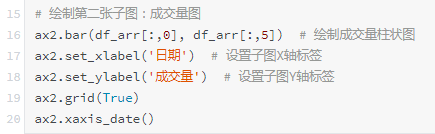 15 # 绘制第二张子图：成交量图
16 ax2.bar(df_arr[:,0], df_arr[:,5])  # 绘制成交量柱状图
17 ax2.set_xlabel('日期')  # 设置子图X轴标签
18 ax2.set_ylabel('成交量')  # 设置子图Y轴标签
19 ax2.grid(True)
20 ax2.xaxis_date()